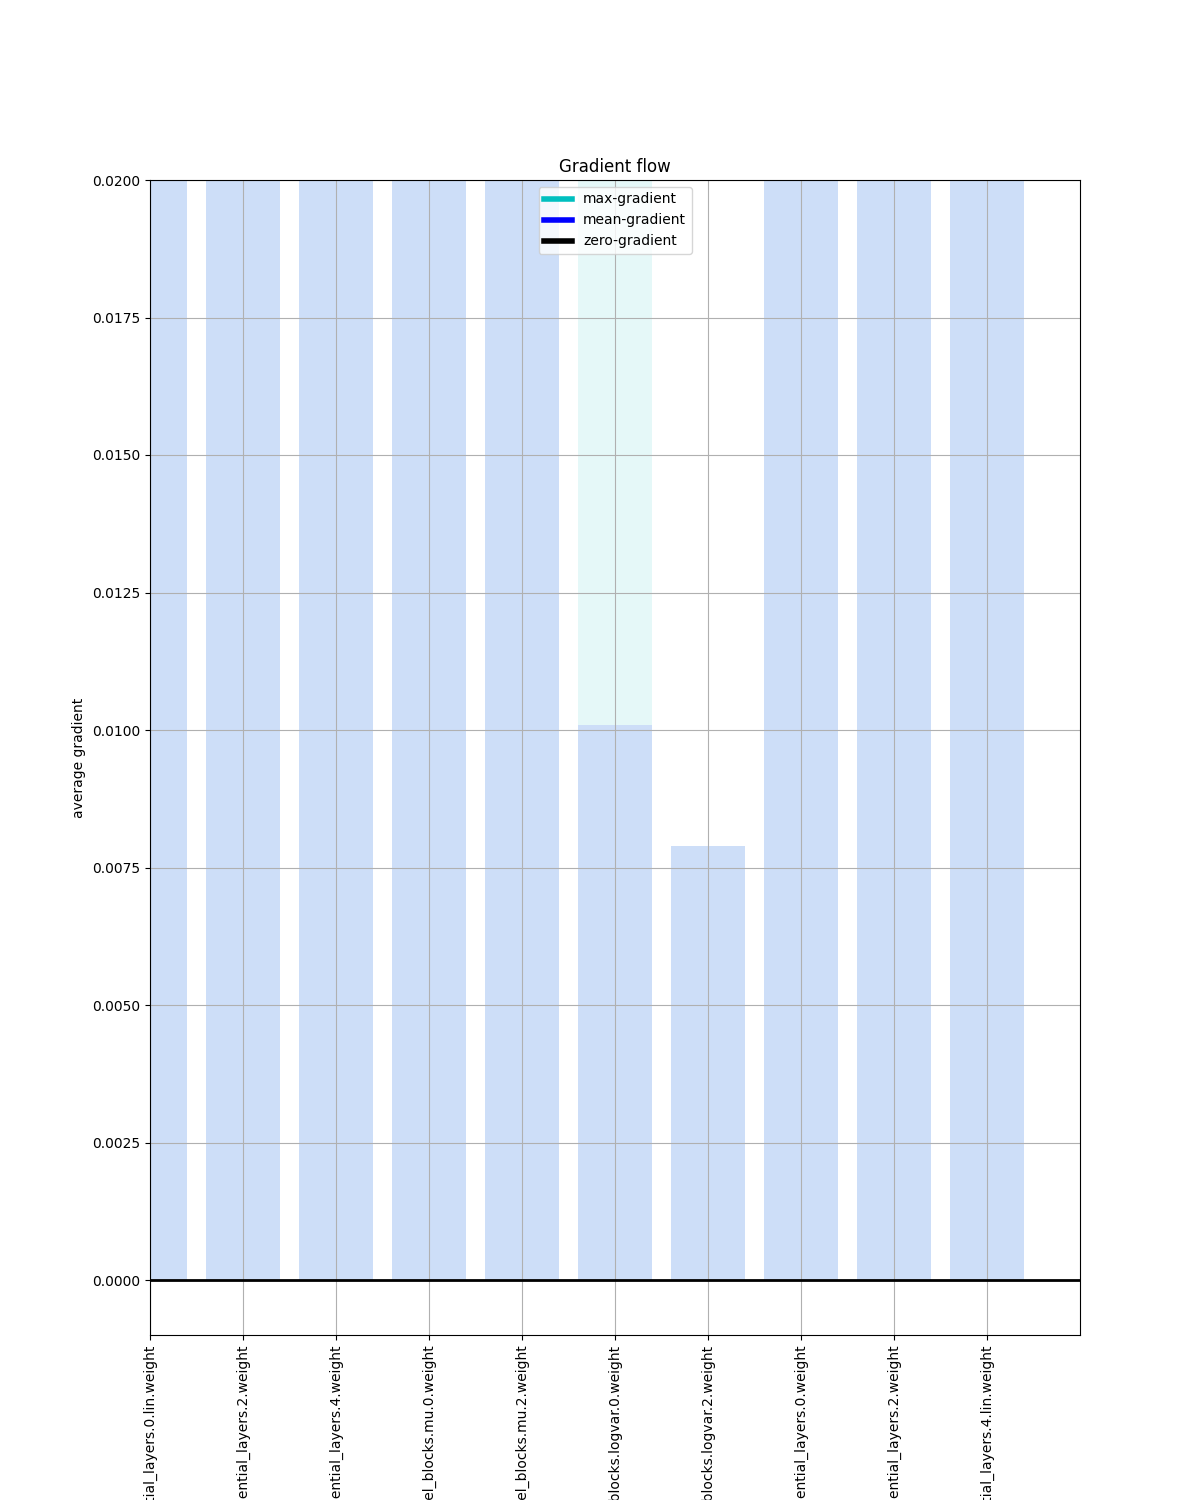 Gradient flow
max-gradient
mean-gradient
zero-gradient
0.0200
0.0175
0.0150
0.0125
0.0100
0.0075
0.0050
0.0025
0.0000
average gradient
tial_layers.0.lin.weight
ential_layers.2.weight
ential_layers.4.weight
el_blocks.mu.0.weight
el_blocks.mu.2.weight
blocks.logvar.0.weight
blocks.logvar.2.weight
ential_layers.0.weight
ential_layers.2.weight
tial_layers.4.lin.weight